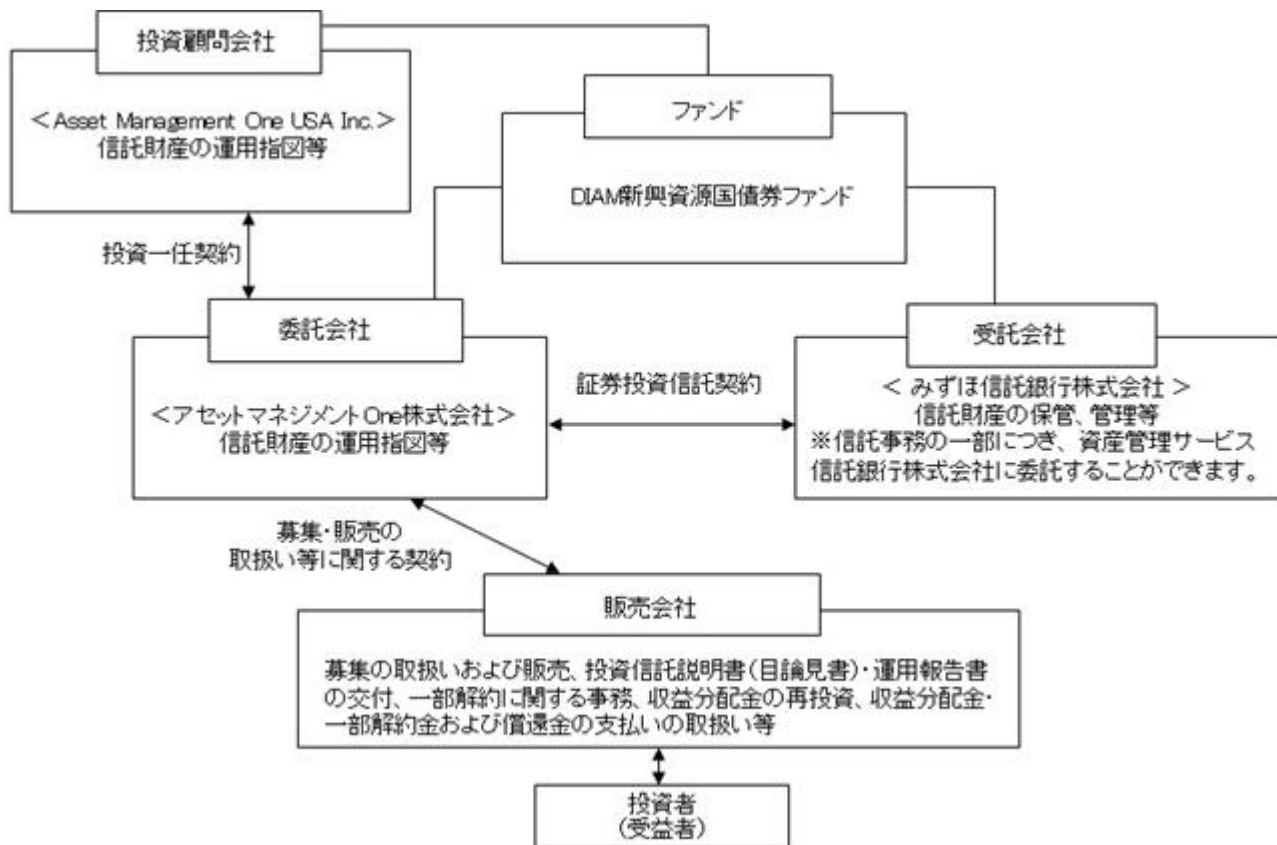 投資顧問会社
＜Asset Management One USA Inc.＞
信託財産の運用指図等
ファンド
DIAM新興資源国債券ファンド
投資一任契約
委託会社
＜アセットマネジメントOne株式会社＞
信託財産の運用指図等
証券投資信託契約
受託会社
＜ みずほ信託銀行株式会社 ＞
信託財産の保管、管理等
※信託事務の一部につき、資産管理サービス
信託銀行株式会社に委託することができます。
募集・販売の
取扱い等に関する契約
販売会社
募集の取扱いおよび販売、投資信託説明書(目論見書)・運用報告書
の交付、一部解約に関する事務、収益分配金の再投資、収益分配金・
一部解約金および償還金の支払いの取扱い等
投資者
(受益者)